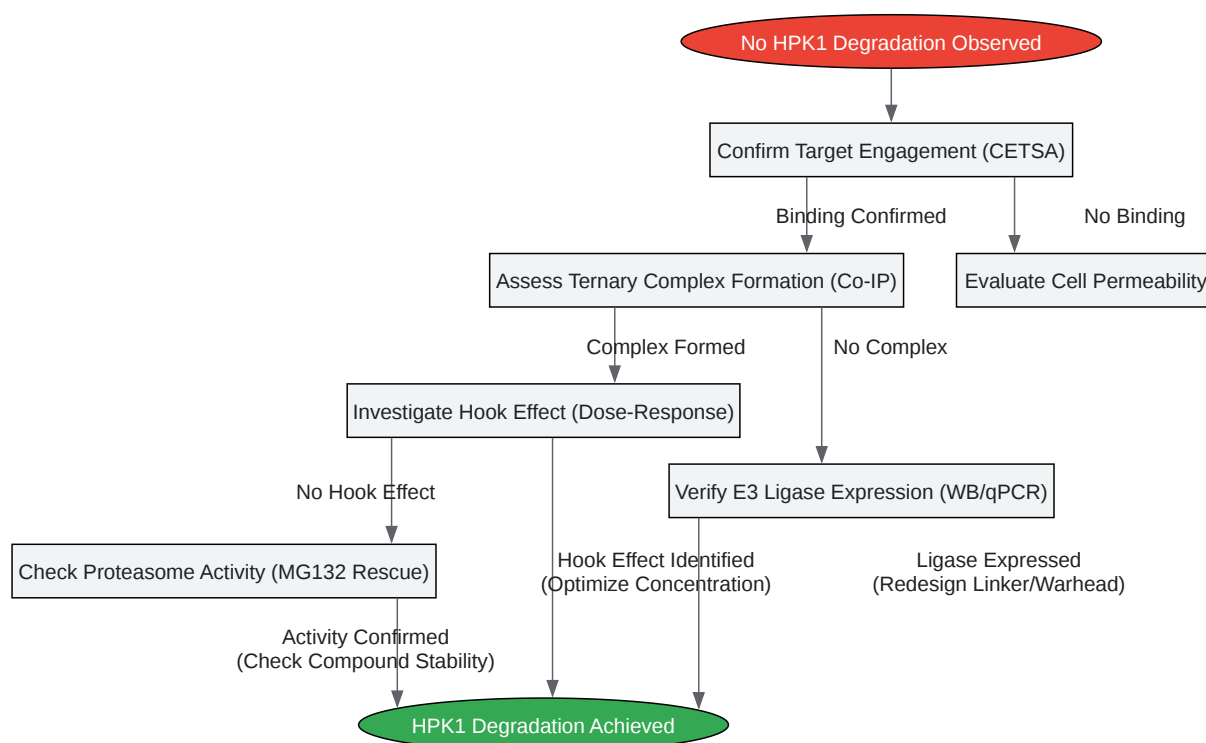 No HPK1 Degradation Observed
Confirm Target Engagement (CETSA)
Binding Confirmed
No Binding
Assess Ternary Complex Formation (Co-IP)
Evaluate Cell Permeability
Complex Formed
No Complex
Investigate Hook Effect (Dose-Response)
No Hook Effect
Verify E3 Ligase Expression (WB/qPCR)
Check Proteasome Activity (MG132 Rescue)
Hook Effect Identified
(Optimize Concentration)
Ligase Expressed
(Redesign Linker/Warhead)
Activity Confirmed
(Check Compound Stability)
HPK1 Degradation Achieved